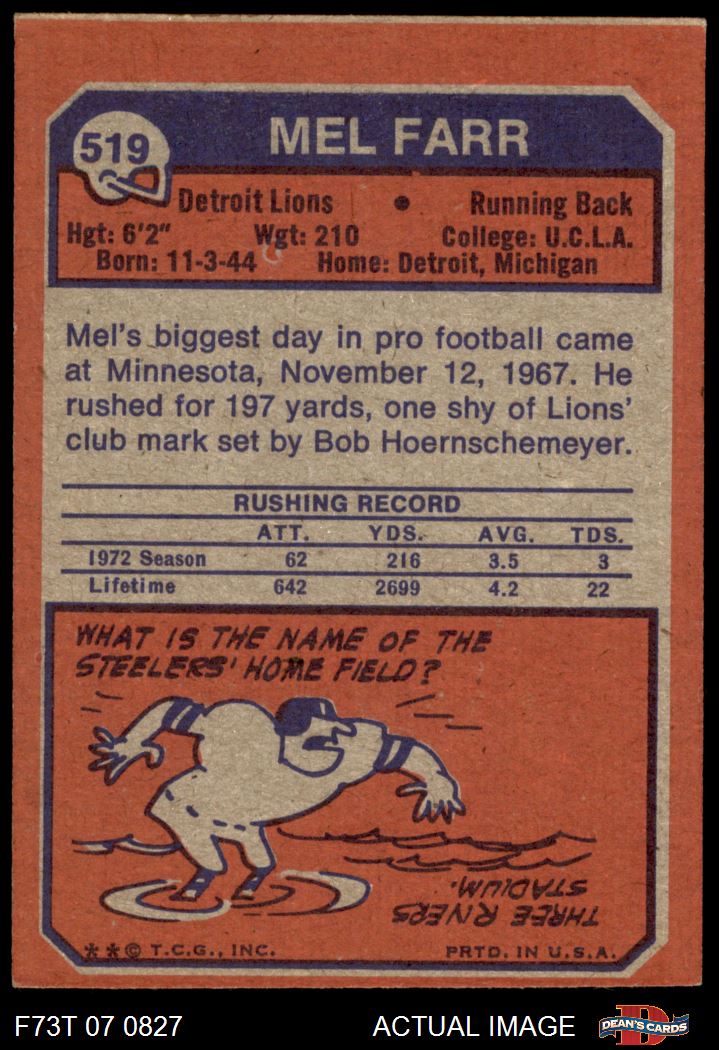 519
MEL FARR
Detroit Lions • Running Back
Hgt: 6'2" Wgt: 210 College: U.C.L.A.
Born: 11-3-44 Home: Detroit, Michigan
Mel's biggest day in pro football came
at Minnesota, November 12, 1967. He
rushed for 197 yards, one shy of Lions'
club mark set by Bob Hoernschemeyer.
RUSHING RECORD
ATT. YDS. AVG. TDS.
1972 Season 62 216 3.5 3
Lifetime 642 2699 4.2 22
WHAT IS THE NAME OF THE
STEELERS' HOME FIELD?
THREE RIVERS
STADIUM.
** © T.C.G., INC. PRTD. IN U.S.A.
F73T 07 0827 ACTUAL IMAGE
D
DEAN'S CARDS